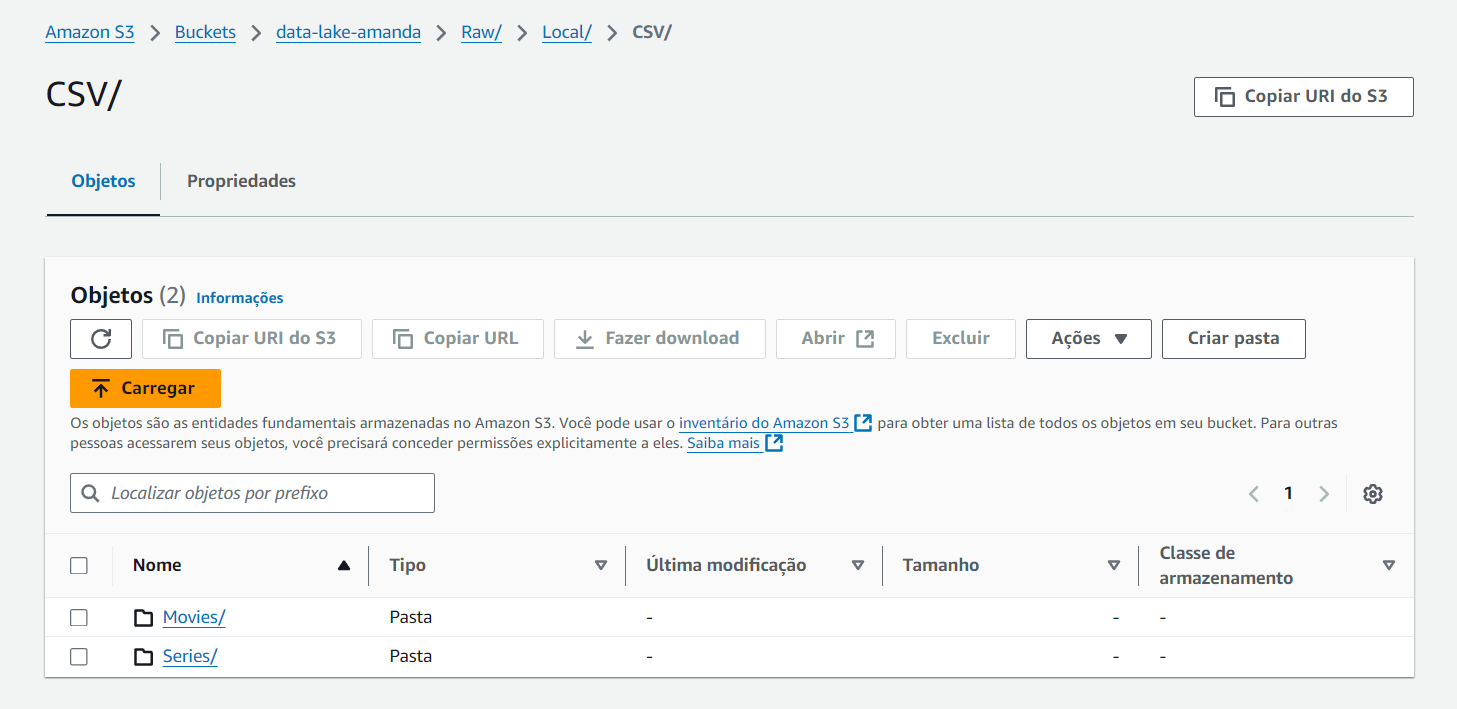 Amazon S3 > Buckets > data-lake-amanda > Raw/ > Local/ > CSV/
CSV/
Copiar URI do S3
Objetos
Propriedades
Objetos (2) Informações
Copiar URI do S3
Copiar URL
Fazer download
Abrir
Excluir
Ações
Criar pasta
Carregar
Os objetos são as entidades fundamentais armazenadas no Amazon S3. Você pode usar o inventário do Amazon S3 para obter uma lista de todos os objetos em seu bucket. Para outras
pessoas acessarem seus objetos, você precisará conceder permissões explicitamente a eles. Saiba mais
Localizar objetos por prefixo
1
Nome
Tipo
Última modificação
Tamanho
Classe de
armazenamento
Movies/ Pasta - - -
Series/ Pasta - - -